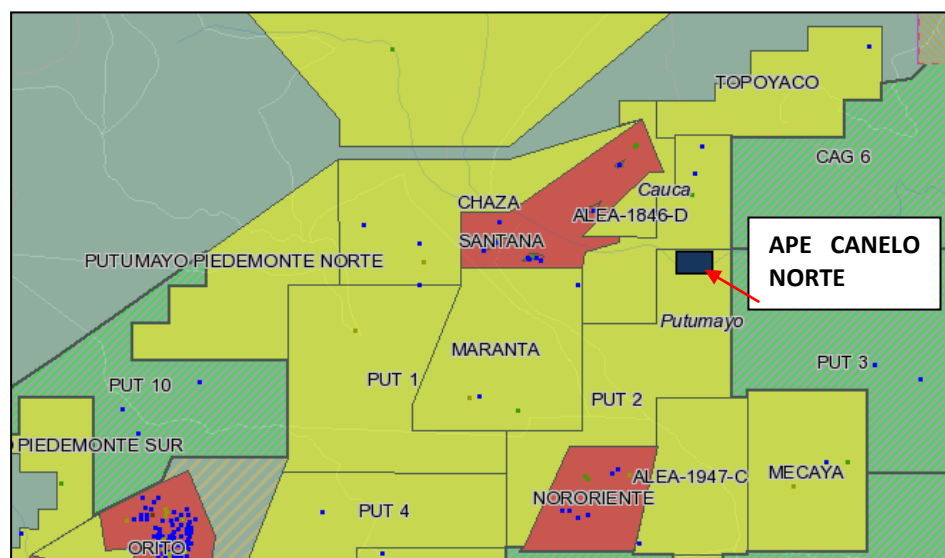 TOPOYACO
CAG 6
Cauca
CHAZA
ALEA-1846-D
SANTANA
APE CANELO
NORTE
PUTUMAYO PIEDEMONTE NORTE
Putumayo
MARANTA
PUT 3
PUT 10
PUT 1
PUT 2
PIEDEMONTE SUR
ALEA-1947-C
MECAYA
NORORIENTE
PUT 4
ORITO